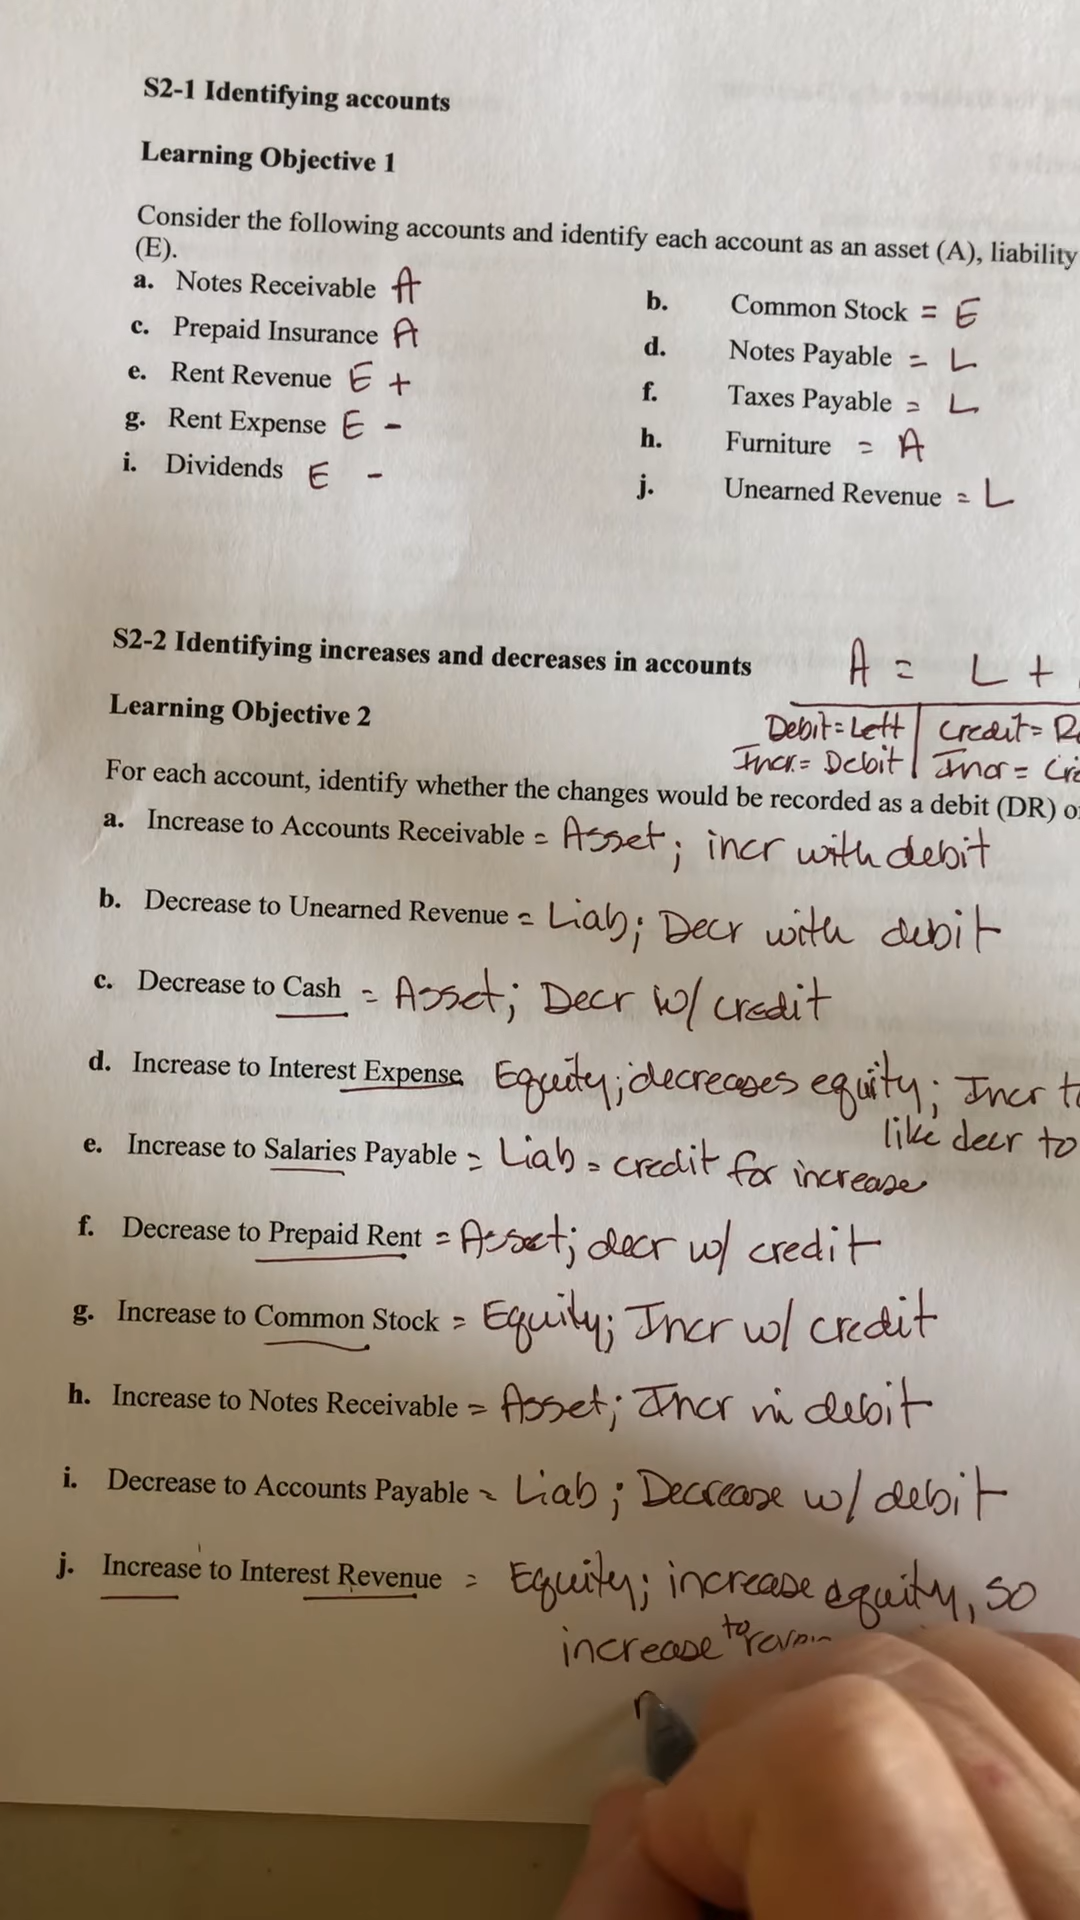 S2-1 Identifying accounts
Learning Objective 1
Consider the following accounts and identify each account as an asset (A), liability
(E).
a. Notes Receivable A
b. Common Stock = E
c. Prepaid Insurance A
d. Notes Payable = L
e. Rent Revenue E +
f. Taxes Payable = L
g. Rent Expense E -
h. Furniture = A
i. Dividends E -
j. Unearned Revenue = L
S2-2 Identifying increases and decreases in accounts
A = L +
Learning Objective 2
Debit = Left | Credit =
Incr. = Debit | Incr =
For each account, identify whether the changes would be recorded as a debit (DR)
a. Increase to Accounts Receivable = Asset; incr with debit
b. Decrease to Unearned Revenue = Liab; Decr with debit
c. Decrease to Cash = Asset; Decr w/ credit
d. Increase to Interest Expense Equity; decreases equity; Incr
like decr to
e. Increase to Salaries Payable = Liab = credit for increase
f. Decrease to Prepaid Rent = Asset; decr w/ credit
g. Increase to Common Stock = Equity; Incr w/ credit
h. Increase to Notes Receivable = Asset; Incr debit
i. Decrease to Accounts Payable = Liab; Decrease w/ debit
j. Increase to Interest Revenue = Equity; increase equity, so
increase to